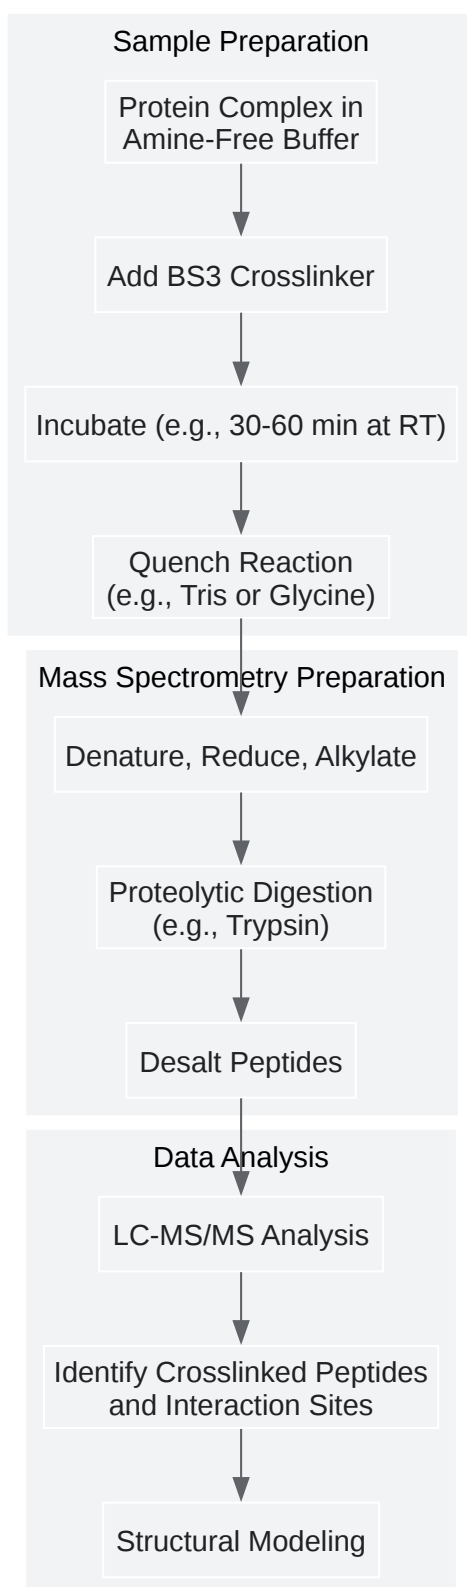 Sample Preparation
Protein Complex in
Amine-Free Buffer
Add BS3 Crosslinker
Incubate (e.g., 30-60 min at RT)
Quench Reaction
(e.g., Tris or Glycine)
Mass Spectrometry Preparation
Denature, Reduce, Alkylate
Proteolytic Digestion
(e.g., Trypsin)
Desalt Peptides
Data Analysis
LC-MS/MS Analysis
Identify Crosslinked Peptides
and Interaction Sites
Structural Modeling